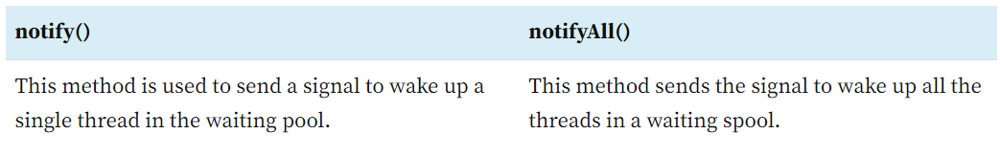 notify()
notifyAll()
This method is used to send a signal to wake up a
single thread in the waiting pool.
This method sends the signal to wake up all the
threads in a waiting spool.